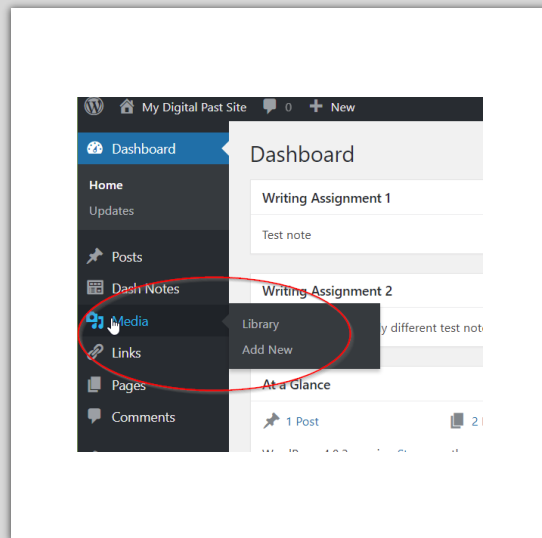 My Digital Past Site 0 New
Dashboard
Home
Updates
Posts
Dash Notes
Media
Links
Pages
Comments
Dashboard
Writing Assignment 1
Test note
Writing Assignment 2
different test note
Library
Add New
At a Glance
1 Post
2